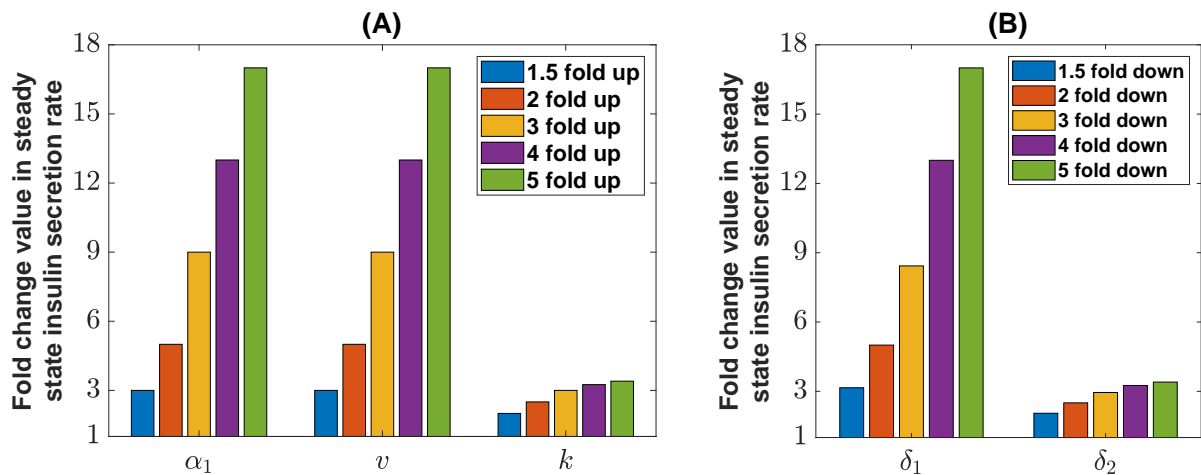 (A)
Fold change value in steady
state insulin secretion rate
18
15
12
9
6
3
1
1.5 fold up
2 fold up
3 fold up
4 fold up
5 fold up
α₁
v
k
(B)
Fold change value in steady
state insulin secretion rate
18
15
12
9
6
3
1
1.5 fold down
2 fold down
3 fold down
4 fold down
5 fold down
δ₁
δ₂